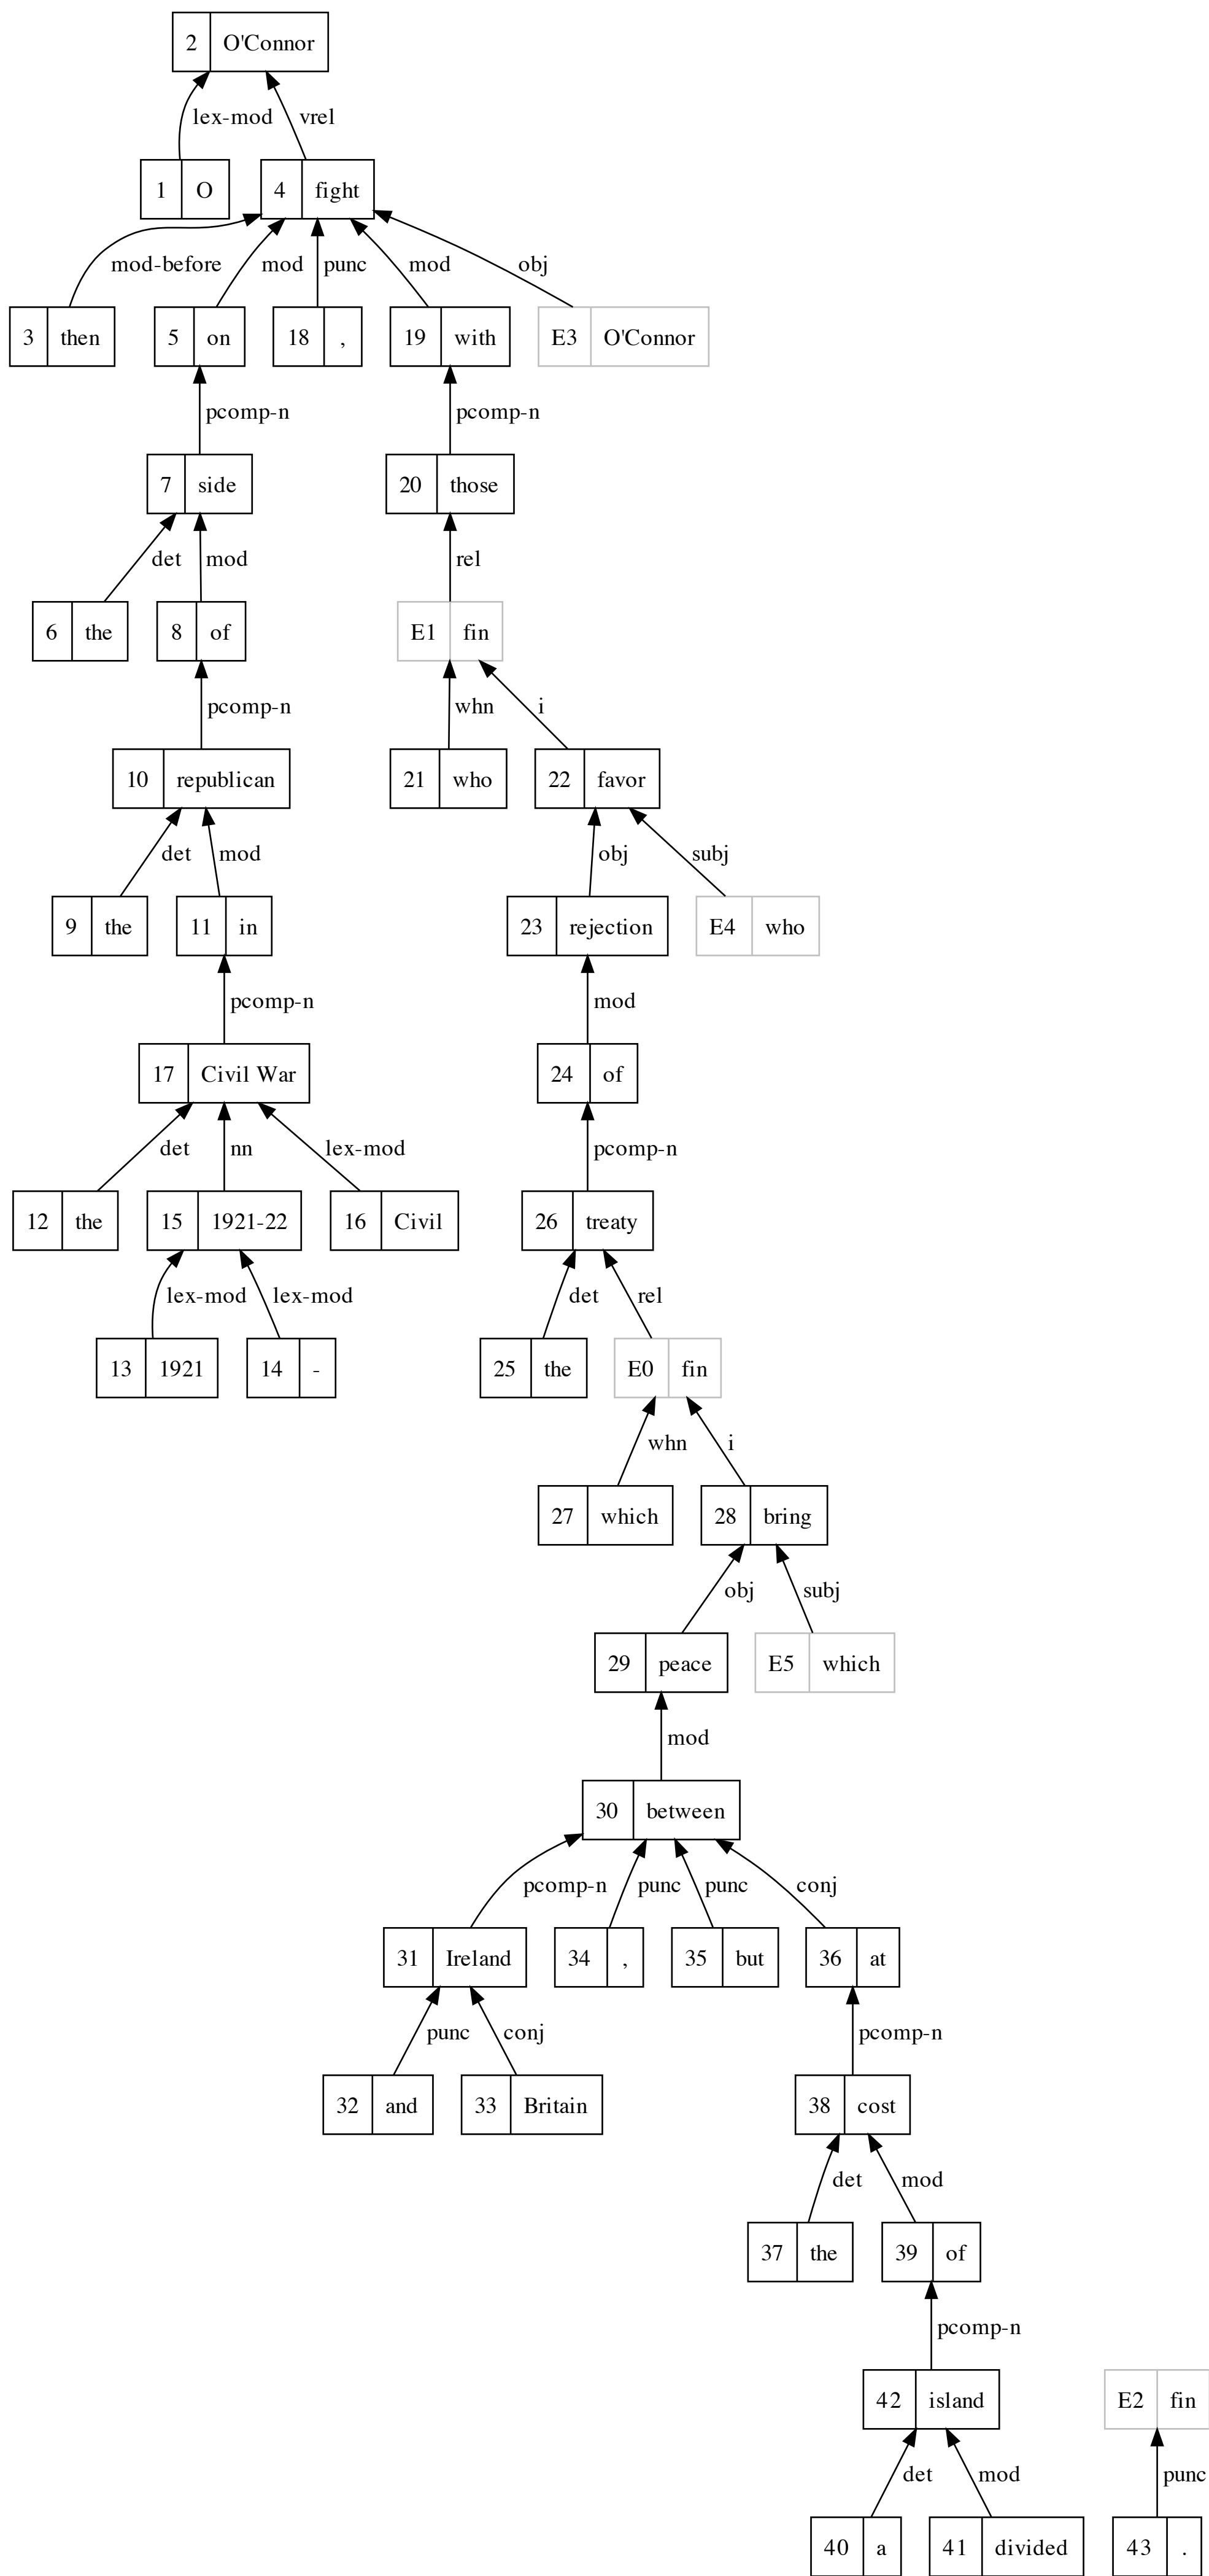 2 O'Connor
lex-mod vrel
1 O 4 fight
mod-before mod punc mod obj
3 then 5 on 18 , 19 with E3 O'Connor
pcomp-n pcomp-n
7 side 20 those
det mod rel
6 the 8 of E1 fin
pcomp-n whn i
10 republican 21 who 22 favor
det mod obj subj
9 the 11 in 23 rejection E4 who
pcomp-n mod
17 Civil War 24 of
det nn lex-mod pcomp-n
12 the 15 1921-22 16 Civil 26 treaty
lex-mod lex-mod det rel
13 1921 14 - 25 the E0 fin
whn i
27 which 28 bring
obj subj
29 peace E5 which
mod
30 between
pcomp-n punc punc conj
31 Ireland 34 , 35 but 36 at
punc conj pcomp-n
32 and 33 Britain 38 cost
det mod
37 the 39 of
pcomp-n
42 island E2 fin
det mod punc
40 a 41 divided 43 .